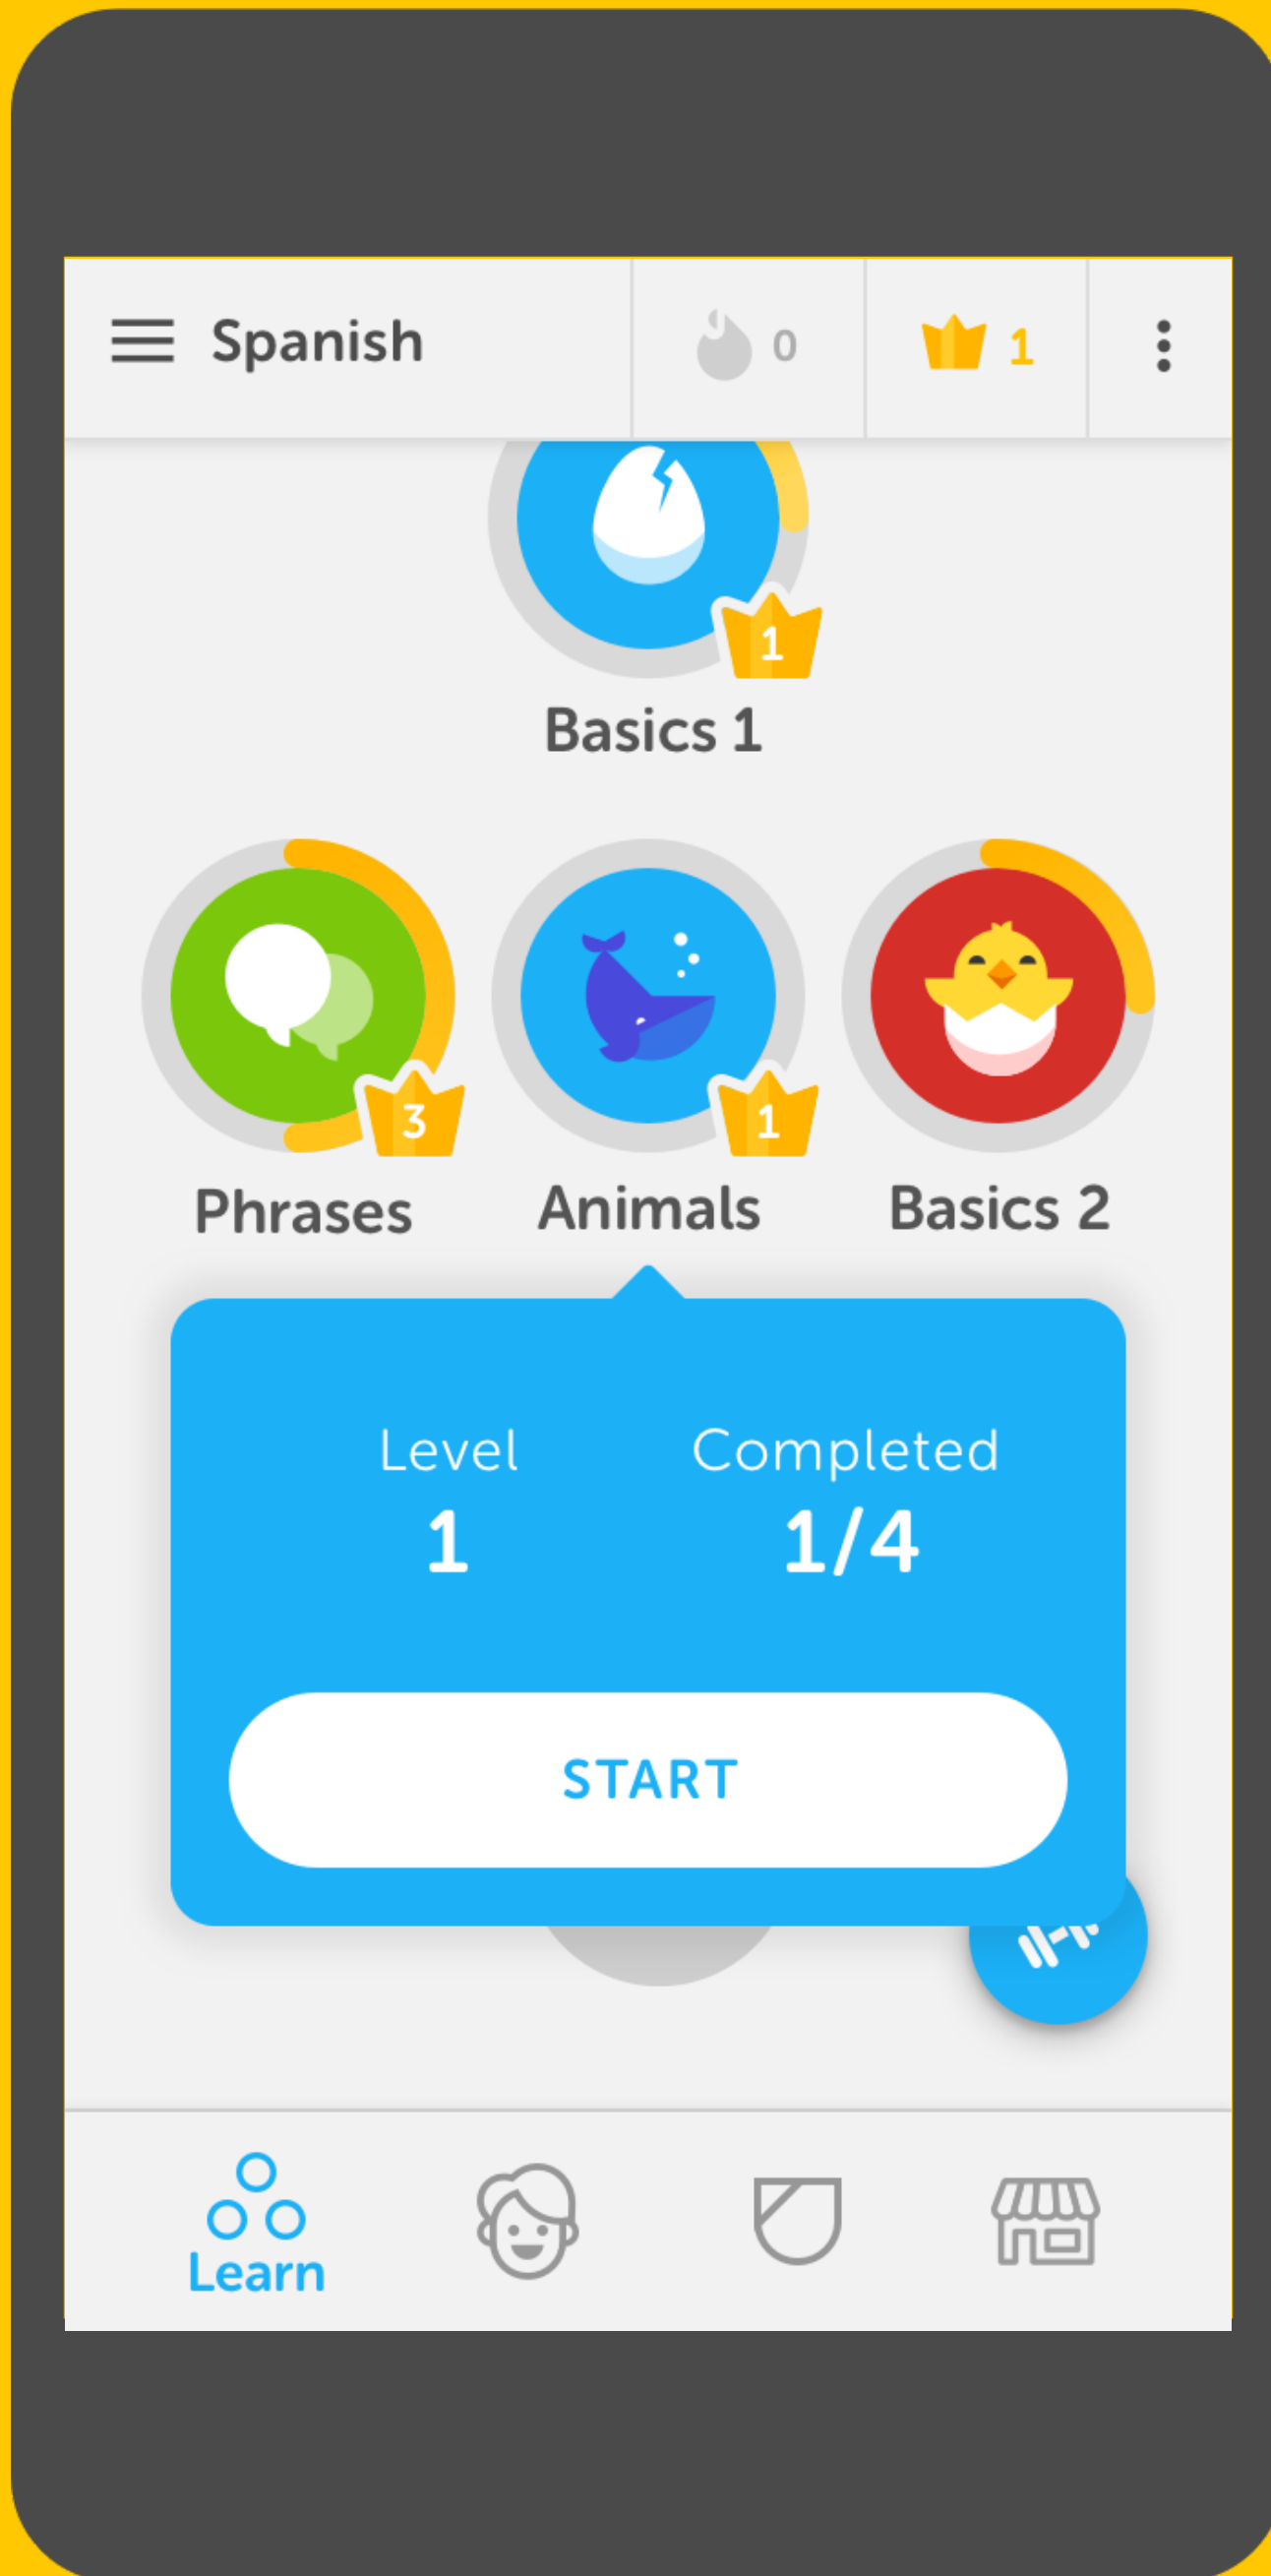 Spanish 0 1
1
Basics 1
3 1
Phrases Animals Basics 2
Level Completed
1 1/4
START
Learn